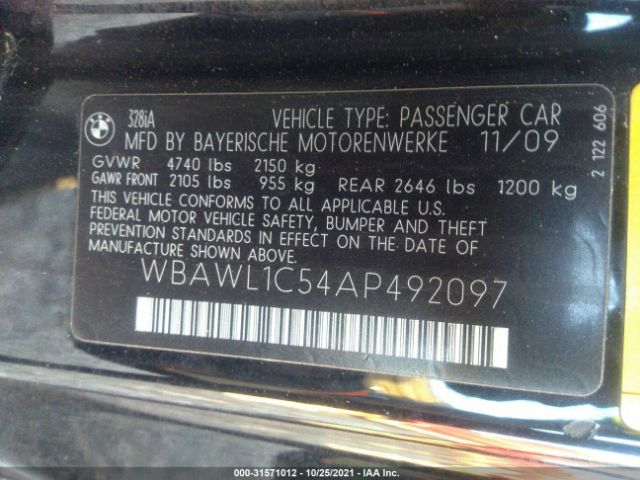 BMW
328iA
VEHICLE TYPE: PASSENGER CAR
MFD BY BAYERISCHE MOTORENWERKE 11/09
GVWR 4740 lbs 2150 kg
GAWR FRONT 2105 lbs 955 kg REAR 2646 lbs 1200 kg
THIS VEHICLE CONFORMS TO ALL APPLICABLE U.S.
FEDERAL MOTOR VEHICLE SAFETY, BUMPER AND THEFT
PREVENTION STANDARDS IN EFFECT ON THE DATE OF
MANUFACTURE SHOWN ABOVE.
WBAWL1C54AP492097
2 122 606
000-31571012 - 10/25/2021 - IAA Inc.